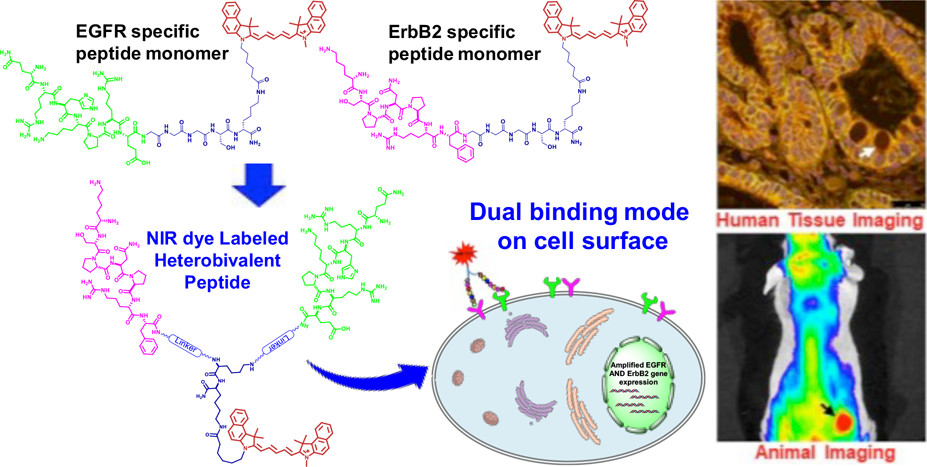 EGFR specific
peptide monomer
ErbB2 specific
peptide monomer
NIR dye Labeled
Heterobivalent
Peptide
Linker
Linker
Dual binding mode
on cell surface
Amplified EGFR
AND ErbB2 gene
expression
Human Tissue Imaging
Animal Imaging